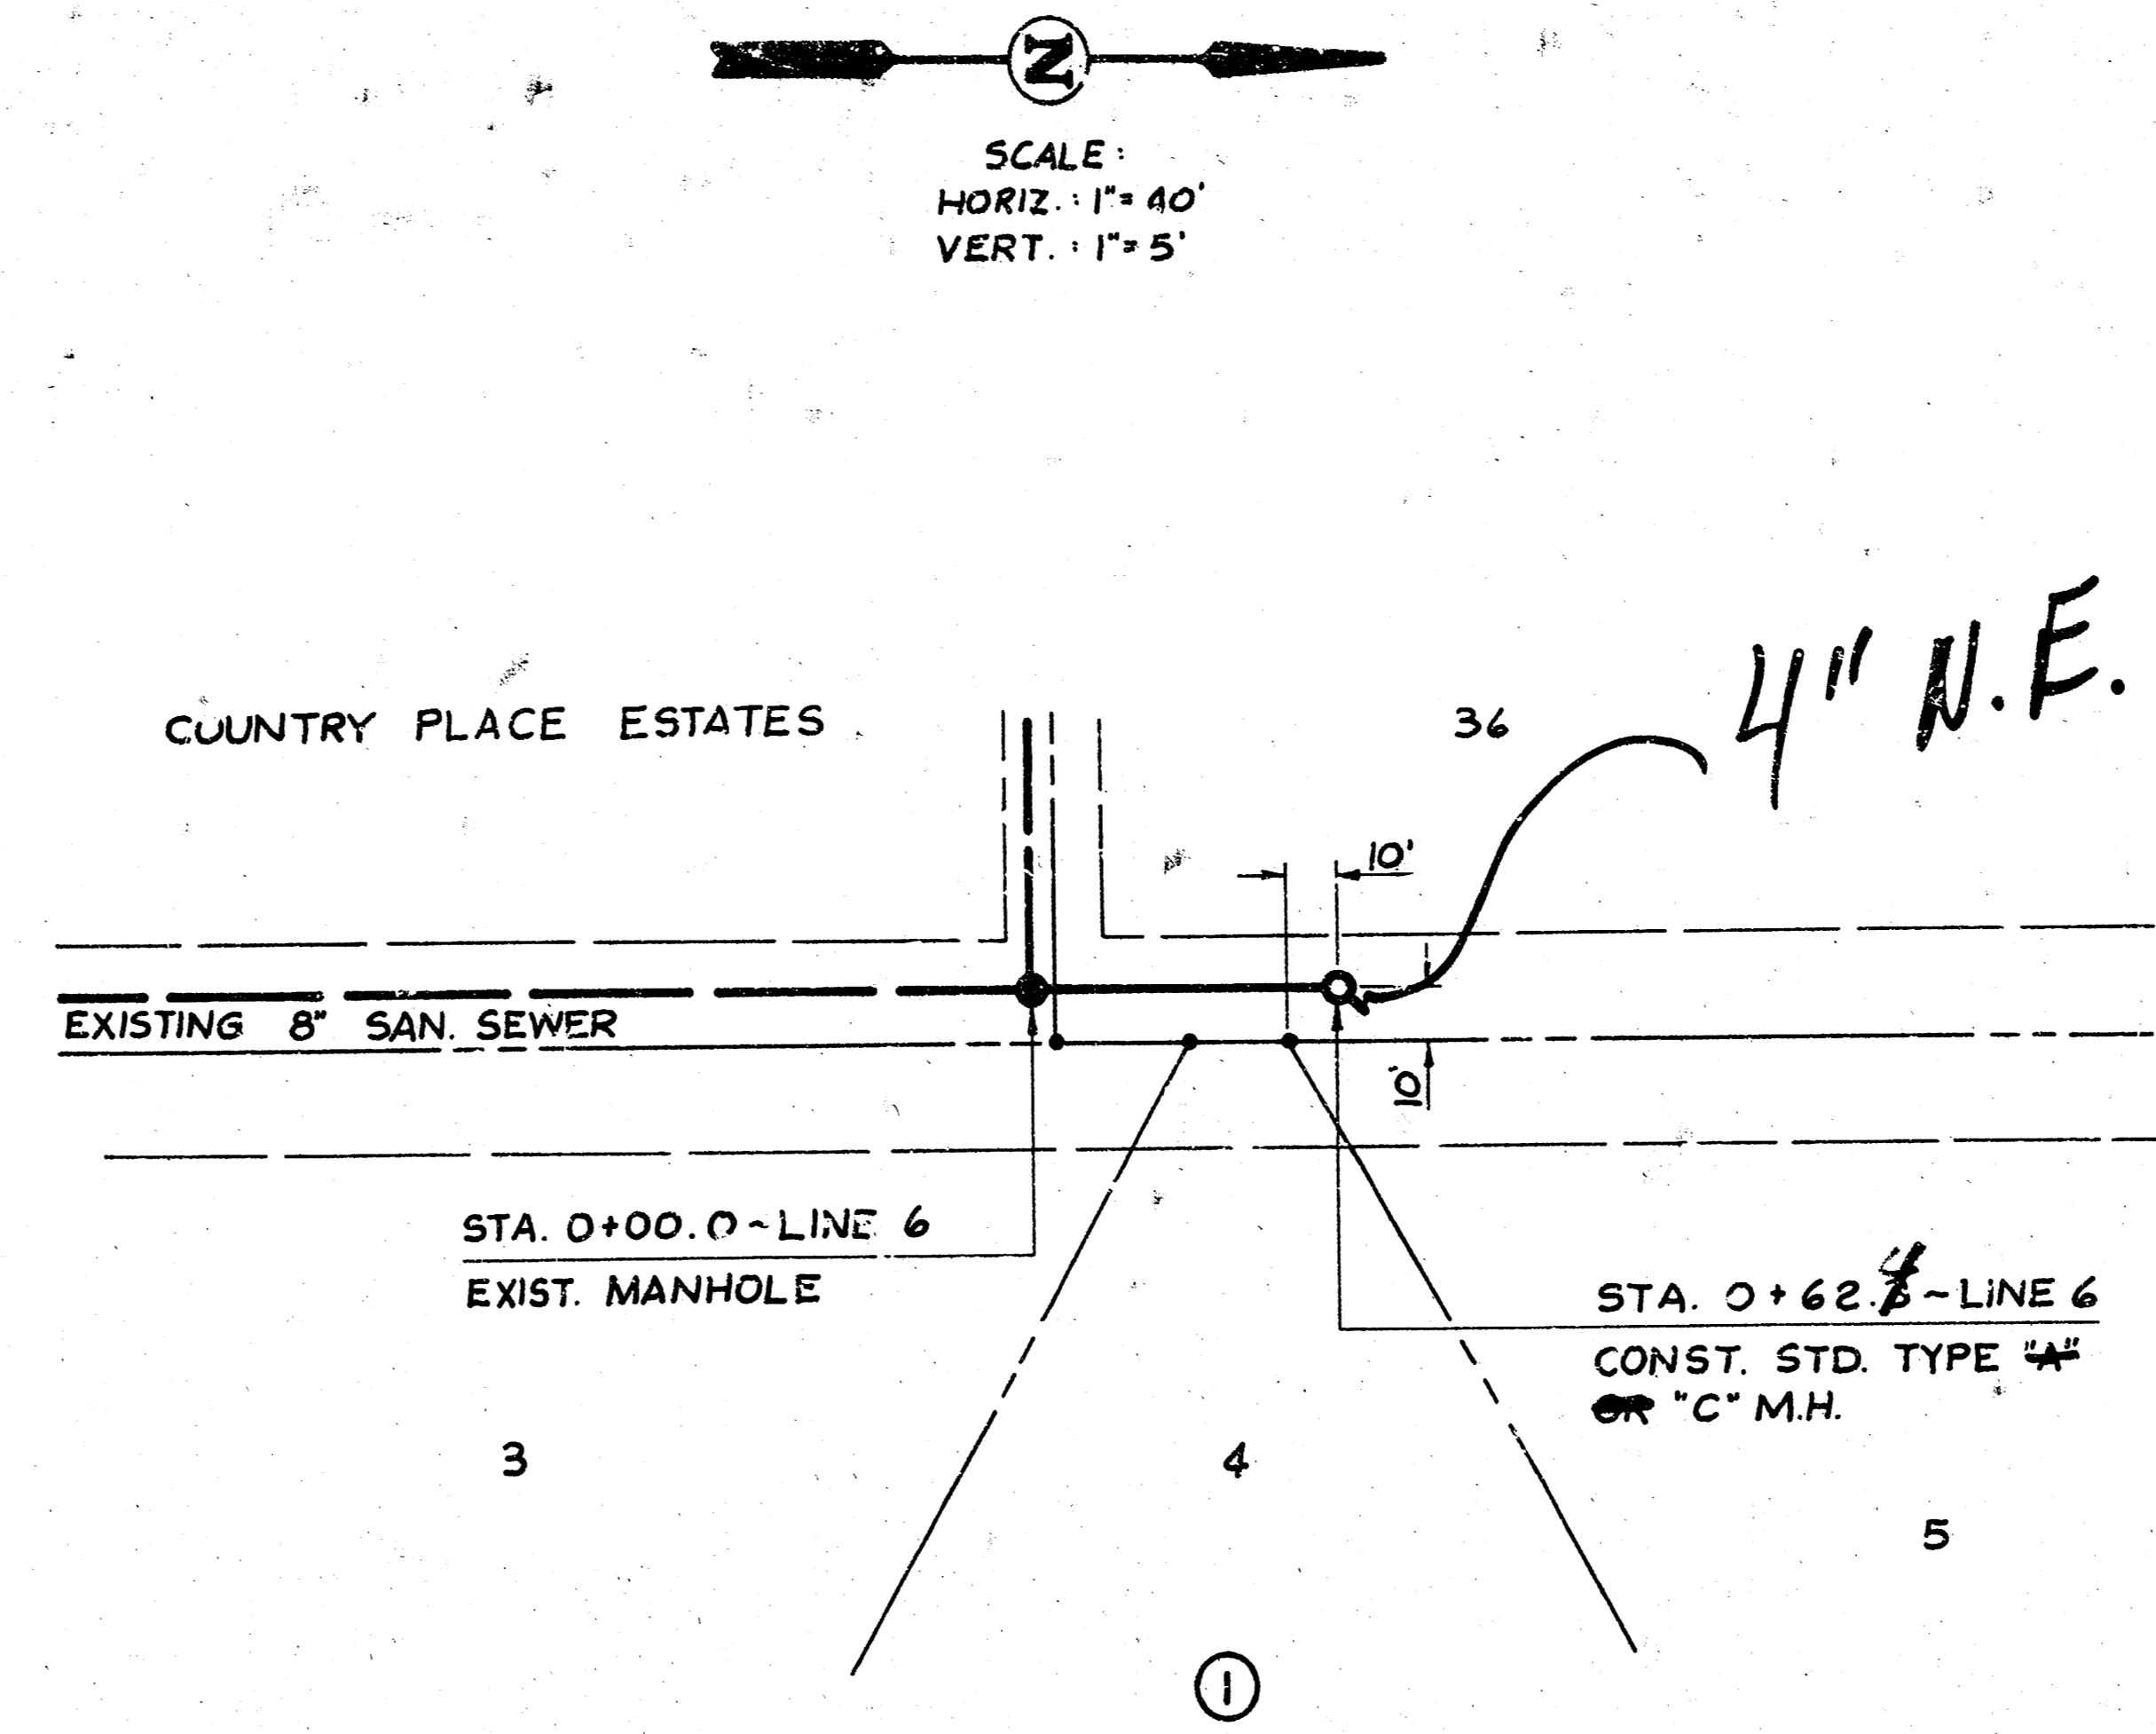 N
SCALE:
HORIZ.: 1"= 40'
VERT.: 1"= 5'
4" N.E.
COUNTRY PLACE ESTATES
36
10'
EXISTING 8" SAN. SEWER
10'
STA. 0+00.0~LINE 6
EXIST. MANHOLE
STA. 0+62.4~LINE 6
CONST. STD. TYPE "A"
OR "C" M.H.
3
4
5
1